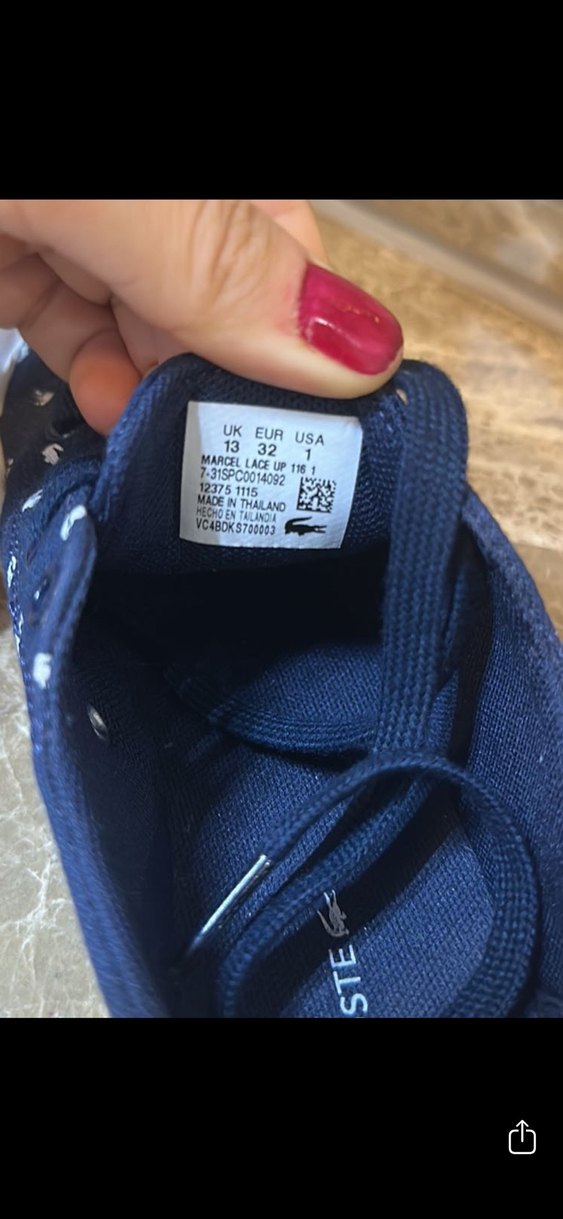 UK EUR USA
13 32 1
MARCEL LACE UP 116 1
7-31SPC0014092
12375 1115
MADE IN THAILAND
HECHO EN TAILANDIA
VC4BDKS700003
STE